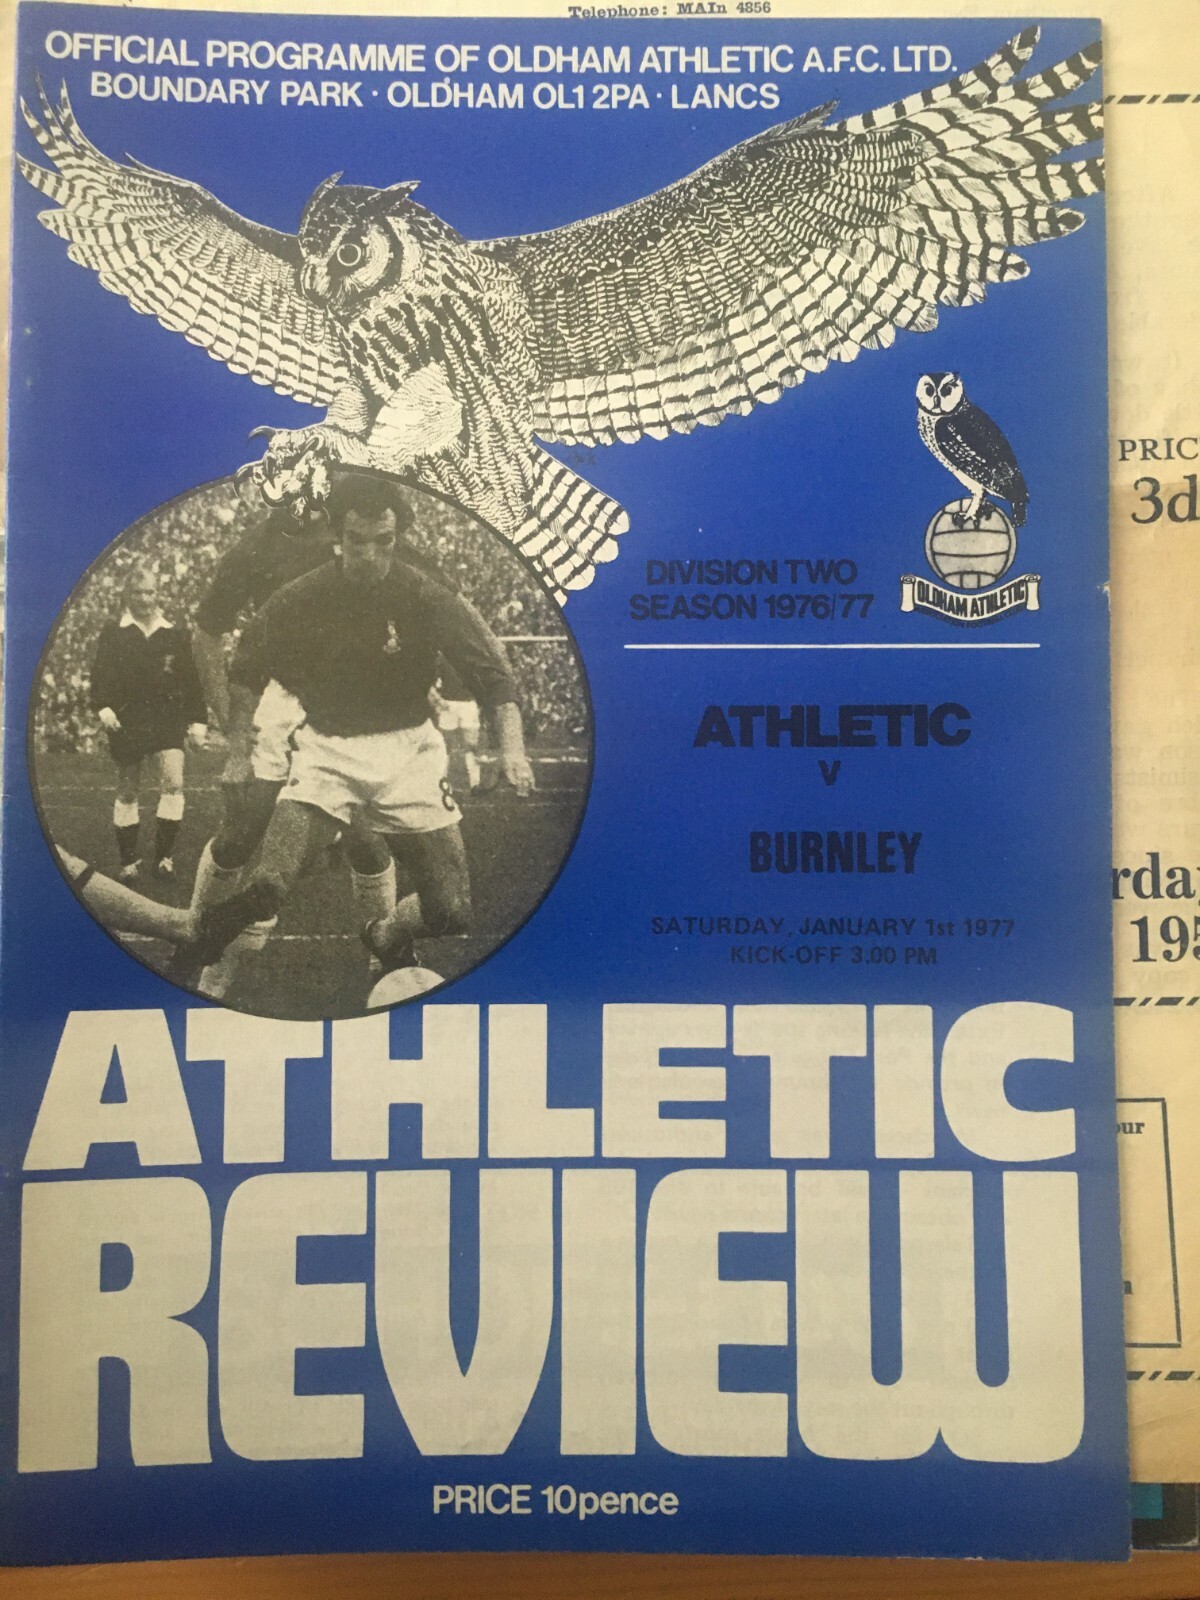 Telephone: MAIn 4856
OFFICIAL PROGRAMME OF OLDHAM ATHLETIC A.F.C. LTD.
BOUNDARY PARK · OLDHAM OL1 2PA · LANCS
PRIC
3d
DIVISION TWO
SEASON 1976/77
OLDHAM ATHLETIC
ATHLETIC
v
BURNLEY
SATURDAY, JANUARY 1st 1977
KICK-OFF 3.00 PM
8
rday
195
our
ATHLETIC
REVIEW
PRICE 10pence